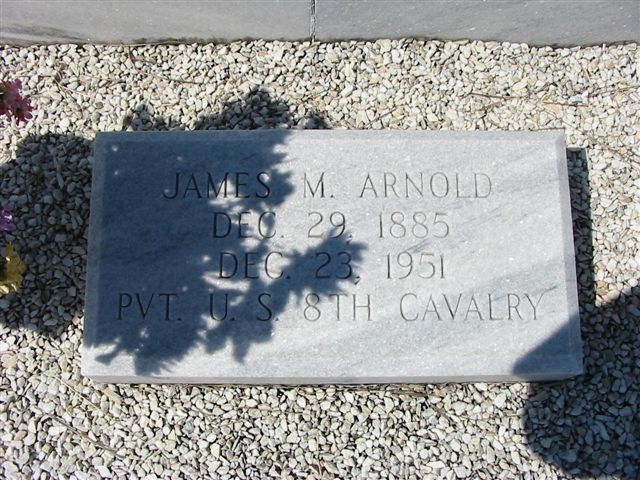 JAMES M. ARNOLD
DEC. 29, 1885
DEC. 23, 1951
PVT. U. S. 8TH CAVALRY